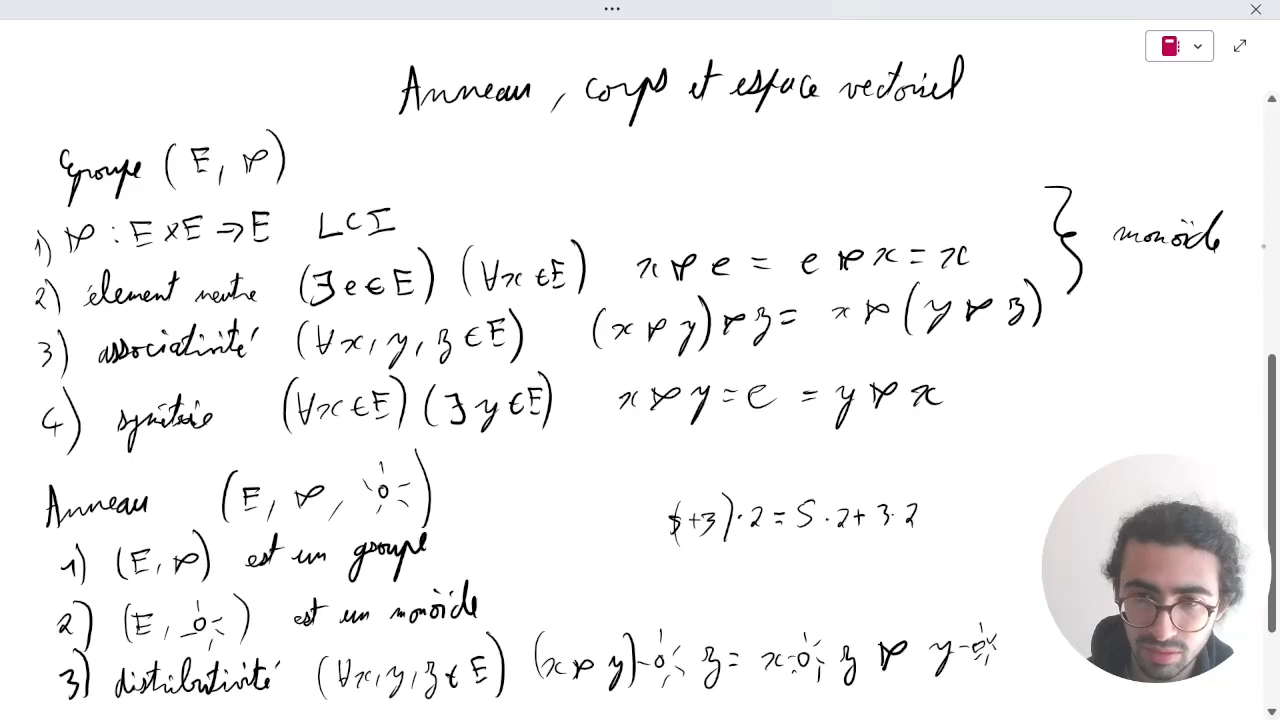 Anneau, corps et espace vectoriel
Groupe (E, ✡)
1) ✡ : E x E → E LCI
2) élement neutre (∃ e ∈ E) (∀x ∈ E) x ✡ e = e ✡ x = x
} monoïde
3) associativité (∀x, y, z ∈ E) (x ✡ y) ✡ z = x ✡ (y ✡ z)
4) symétrie (∀x ∈ E) (∃ y ∈ E) x ✡ y = e = y ✡ x
Anneau (E, ✡, ☼)
(5+3)·2 = 5·2 + 3·2
1) (E, ✡) est un groupe
2) (E, ☼) est un monoïde
3) distributivité (∀x, y, z ∈ E) (x ✡ y) ☼ z = x ☼ z ✡ y ☼